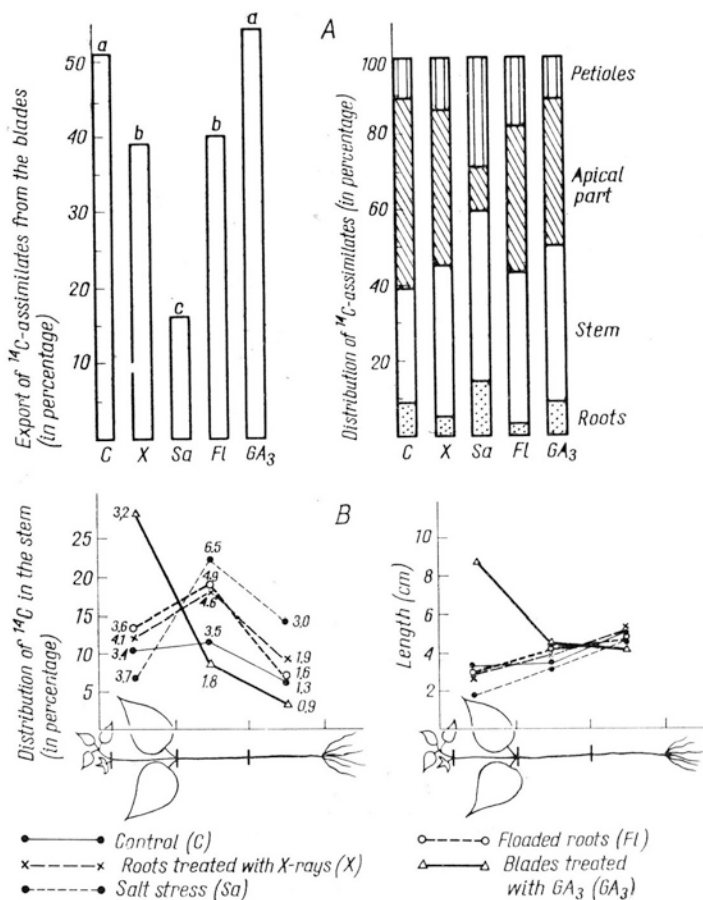 Export of ¹⁴C-assimilates from the blades
(in percentage)
50
40
30
20
10
a
b
c
b
a
C X Sa Fl GA₃
A
Distribution of ¹⁴C-assimilates (in percentage)
100
80
60
40
20
Petioles
Apical
part
Stem
Roots
C X Sa Fl GA₃
B
Distribution of ¹⁴C in the stem
(in percentage)
25
20
15
10
5
3,2
6,5
4,9
4,6
3,6
4,1
3,4
3,7
3,5
1,8
3,0
1,9
1,6
1,3
0,9
Length (cm)
10
8
6
4
2
Control (C)
Roots treated with X-rays (X)
Salt stress (Sa)
Floaded roots (Fl)
Blades treated
with GA₃ (GA₃)